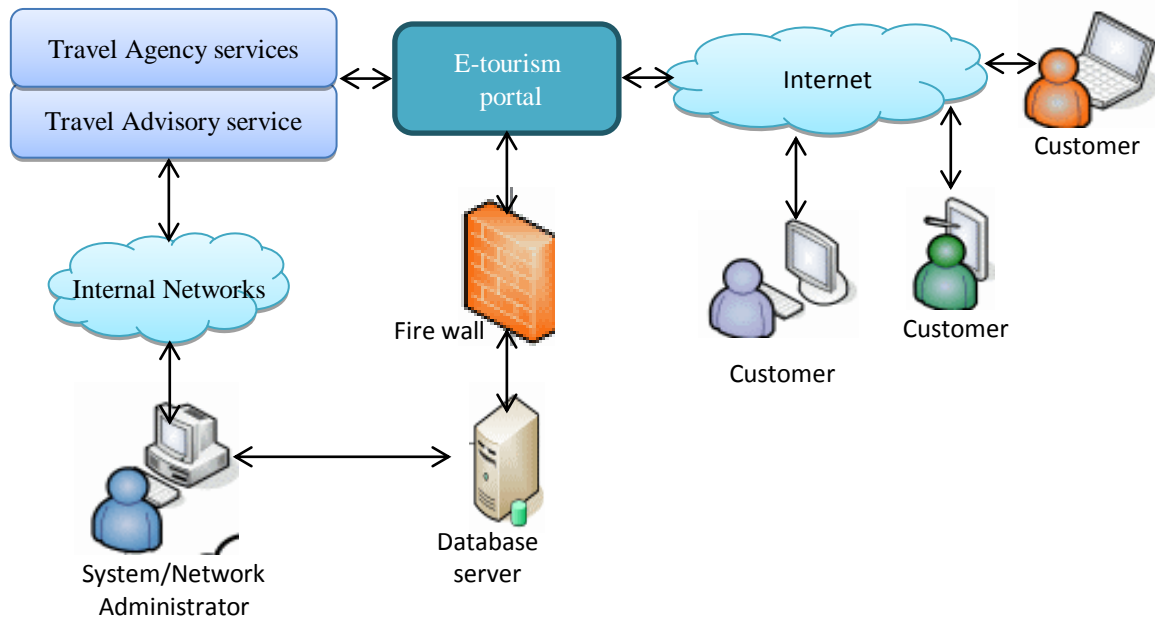 Travel Agency services
Travel Advisory service
E-tourism
portal
Internet
Customer
Internal Networks
Fire wall
Customer
Customer
System/Network
Administrator
Database
server